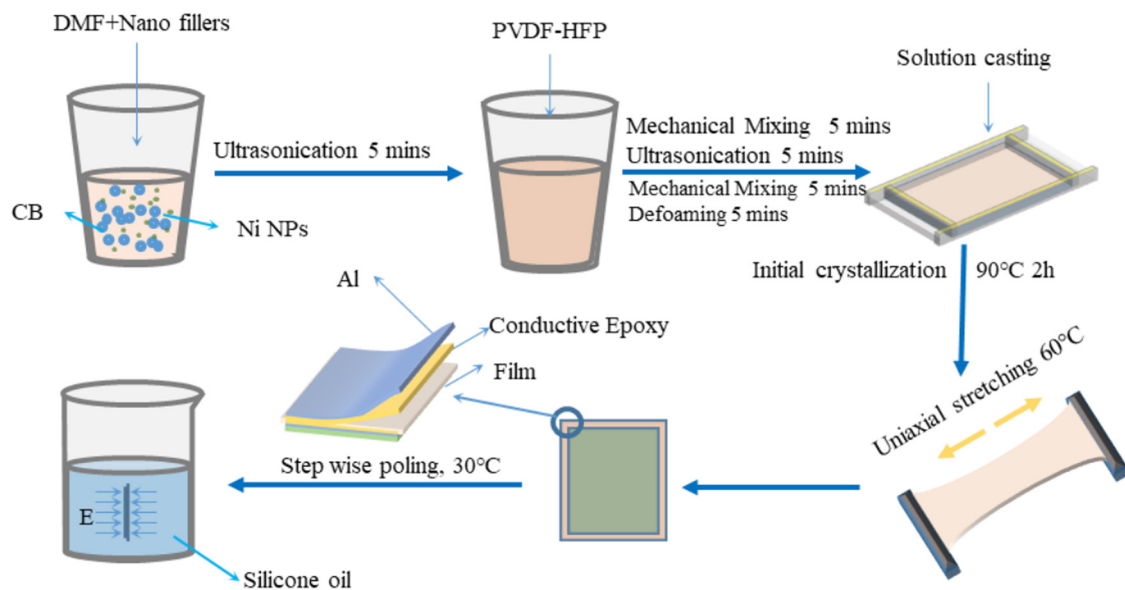 DMF+Nano fillers
PVDF-HFP
Solution casting
Ultrasonication 5 mins
Mechanical Mixing 5 mins
Ultrasonication 5 mins
Mechanical Mixing 5 mins
Defoaming 5 mins
CB
Ni NPs
Initial crystallization 90°C 2h
Al
Conductive Epoxy
Film
Uniaxial stretching 60°C
Step wise poling, 30°C
E
Silicone oil